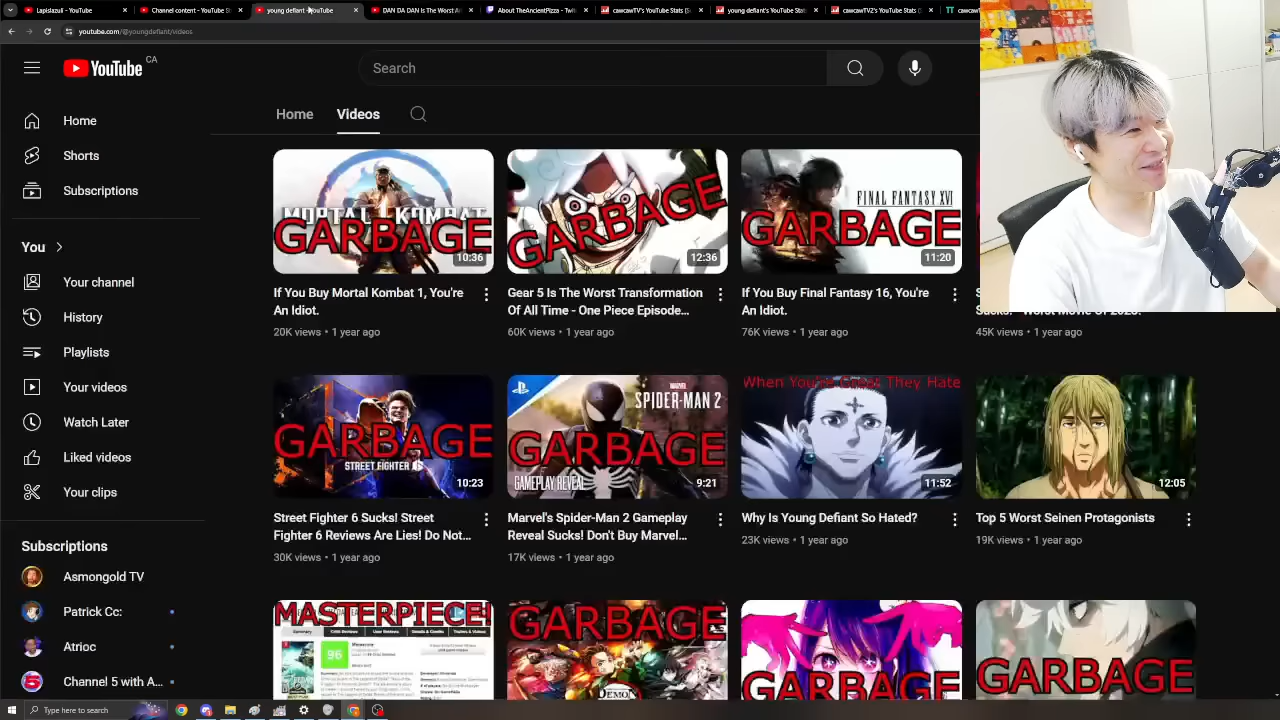 Lapislazuli - YouTube
Channel content - YouTube S
young defiant - YouTube
DAN DA DAN Is The Worst A
About TheAncientPizza - Twit
cawcawTV's YouTube Stats (S
young defiant's YouTube Stat
cawcawTV2's YouTube Stats (
cawcaw
youtube.com/@youngdefiant/videos
YouTube CA
Search
Home
Shorts
Subscriptions
You
Your channel
History
Playlists
Your videos
Watch Later
Liked videos
Your clips
Subscriptions
Asmongold TV
Patrick Cc:
Atrioc
Channel 5 with A...
Home
Videos
MORTAL KOMBAT
GARBAGE
10:36
If You Buy Mortal Kombat 1, You're
An Idiot.
20K views • 1 year ago
GARBAGE
12:36
Gear 5 Is The Worst Transformation
Of All Time - One Piece Episode...
60K views • 1 year ago
FINAL FANTASY XVI
GARBAGE
11:20
If You Buy Final Fantasy 16, You're
An Idiot.
76K views • 1 year ago
45K views • 1 year ago
GARBAGE
STREET FIGHTER 6
10:23
Street Fighter 6 Sucks! Street
Fighter 6 Reviews Are Lies! Do Not...
30K views • 1 year ago
MARVEL
SPIDER-MAN 2
GARBAGE
GAMEPLAY REVEAL
9:21
Marvel's Spider-Man 2 Gameplay
Reveal Sucks! Don't Buy Marvel...
17K views • 1 year ago
When You're Great They Hate
11:52
Why Is Young Defiant So Hated?
23K views • 1 year ago
12:05
Top 5 Worst Seinen Protagonists
19K views • 1 year ago
MASTERPIECE!
96
GARBAGE
DEMON
GARBAGE
GARBAGE
Type here to search